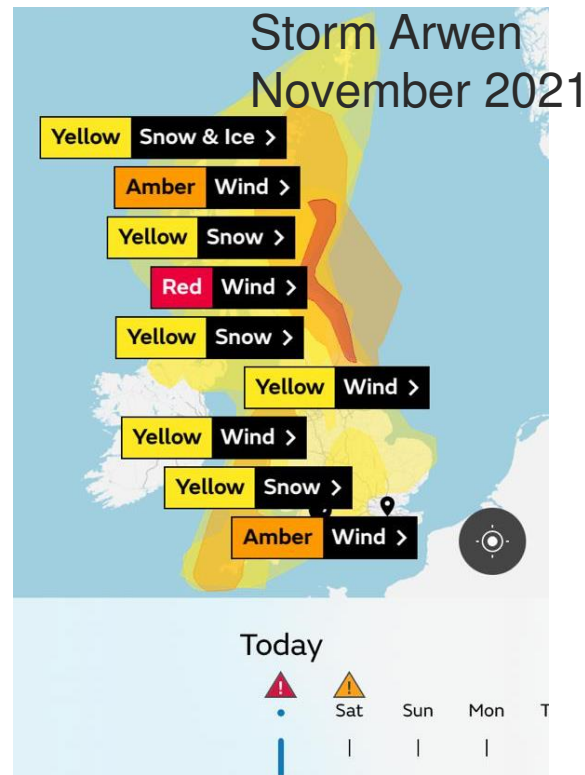 Storm Arwen
November 2021
Yellow Snow & Ice >
Amber Wind >
Yellow Snow >
Red Wind >
Yellow Snow >
Yellow Wind >
Yellow Wind >
Yellow Snow >
Amber Wind >
Today
Sat Sun Mon T